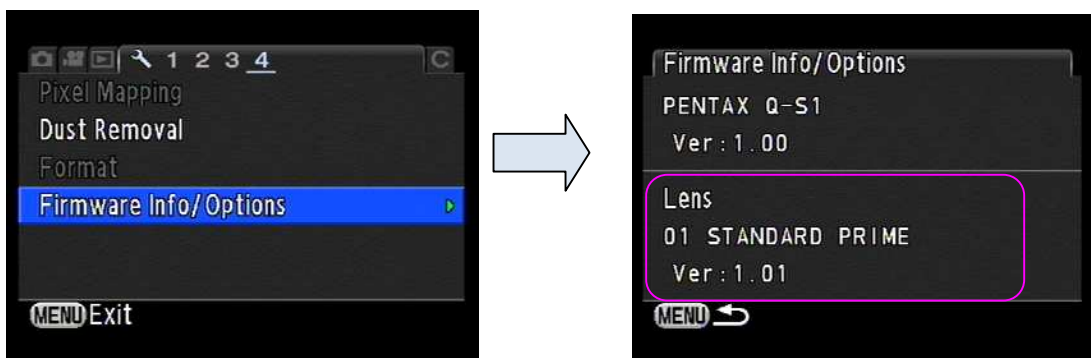 1 2 3 4 C
Pixel Mapping
Dust Removal
Format
Firmware Info/Options
MENU Exit
Firmware Info/Options
PENTAX Q-S1
Ver:1.00
Lens
01 STANDARD PRIME
Ver:1.01
MENU